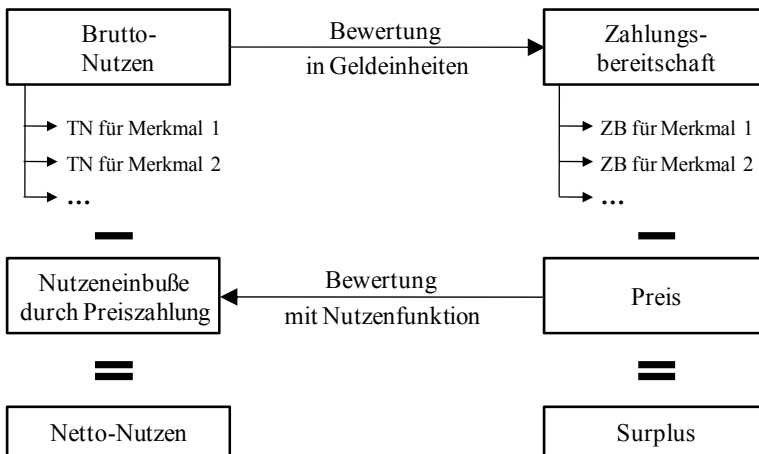 Brutto-
Nutzen
Bewertung
in Geldeinheiten
Zahlungs-
bereitschaft
TN für Merkmal 1
TN für Merkmal 2
...
ZB für Merkmal 1
ZB für Merkmal 2
...
Nutzeneinbuße
durch Preiszahlung
Bewertung
mit Nutzenfunktion
Preis
Netto-Nutzen
Surplus